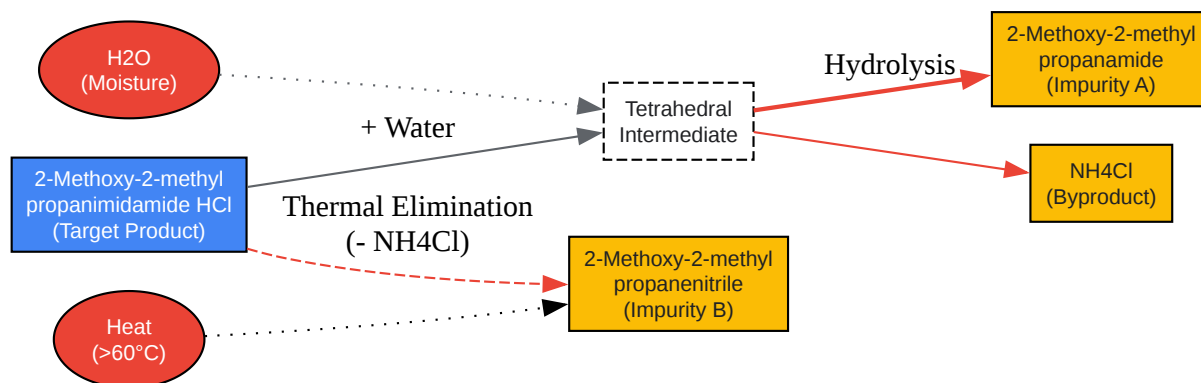 H2O
(Moisture)
+ Water
2-Methoxy-2-methyl
propanimidamide HCl
(Target Product)
Thermal Elimination
(- NH4Cl)
Heat
(>60°C)
Tetrahedral
Intermediate
Hydrolysis
2-Methoxy-2-methyl
propanamide
(Impurity A)
NH4Cl
(Byproduct)
2-Methoxy-2-methyl
propanenitrile
(Impurity B)